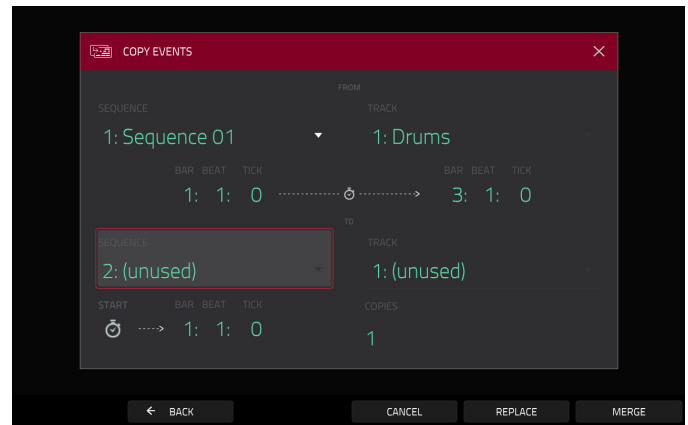 COPY EVENTS
FROM
SEQUENCE TRACK
1: Sequence 01 1: Drums
BAR BEAT TICK BAR BEAT TICK
1: 1: 0 3: 1: 0
TO
SEQUENCE TRACK
2: (unused) 1: (unused)
START BAR BEAT TICK COPIES
1: 1: 0 1
BACK CANCEL REPLACE MERGE